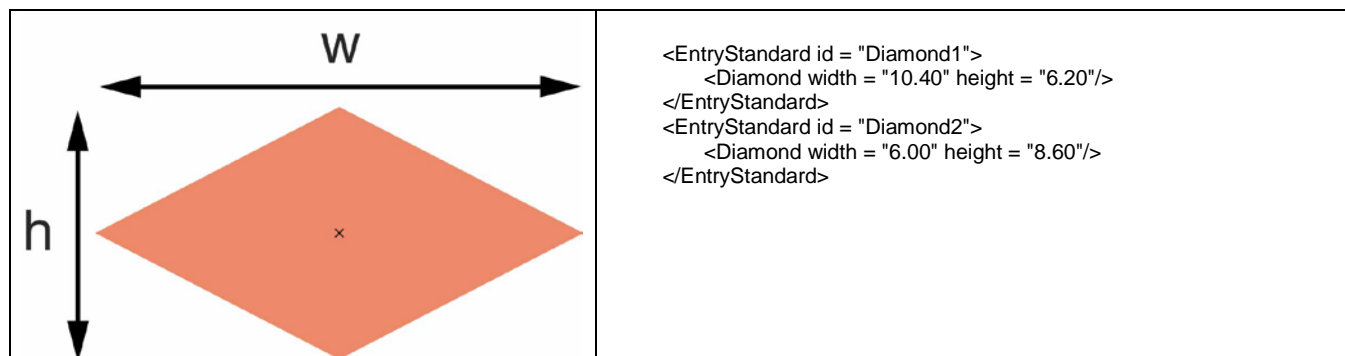 w
h
<EntryStandard id = "Diamond1">
<Diamond width = "10.40" height = "6.20"/>
</EntryStandard>
<EntryStandard id = "Diamond2">
<Diamond width = "6.00" height = "8.60"/>
</EntryStandard>